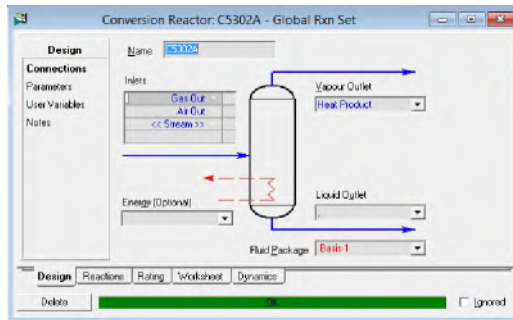 Conversion Reactor: C5302A - Global Rxn Set
Design
Connections
Parameters
User Variables
Notes
Name
C5302A
Inlets
Gas Out
Air Out
<< Stream >>
Energy (Optional)
Vapour Outlet
Heat Product
Liquid Outlet
Fluid Package
Basis-1
Design Reactions Rating Worksheet Dynamics
Delete
OK
Ignored